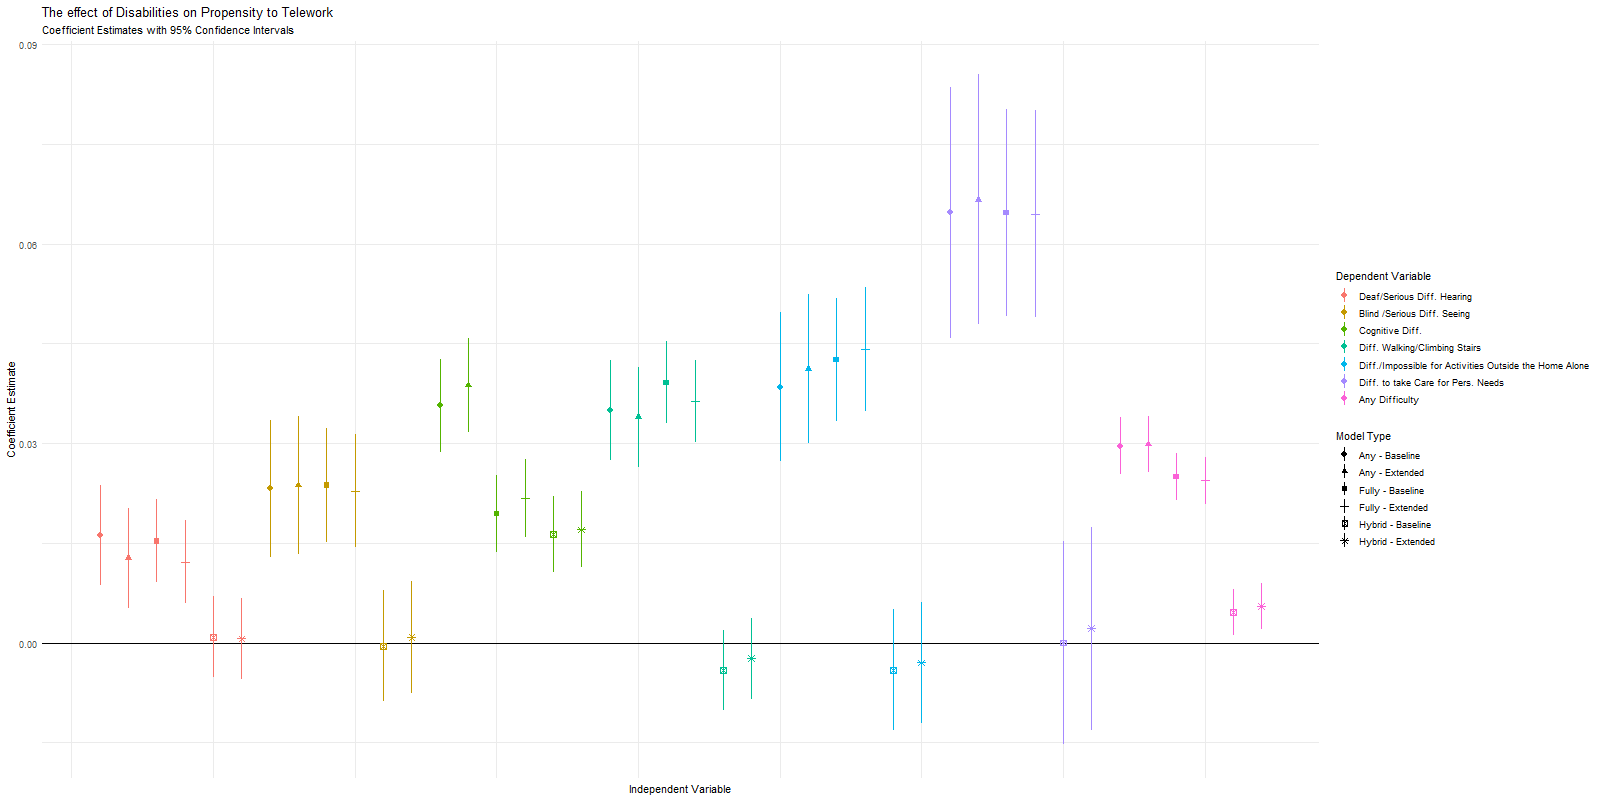 The effect of Disabilities on Propensity to Telework
Coefficient Estimates with 95% Confidence Intervals
0.09
0.06
0.03
0.00
Coefficient Estimate
Independent Variable
Dependent Variable
Deaf/Serious Diff. Hearing
Blind /Serious Diff. Seeing
Cognitive Diff.
Diff. Walking/Climbing Stairs
Diff./Impossible for Activities Outside the Home Alone
Diff. to take Care for Pers. Needs
Any Difficulty
Model Type
Any - Baseline
Any - Extended
Fully - Baseline
Fully - Extended
Hybrid - Baseline
Hybrid - Extended